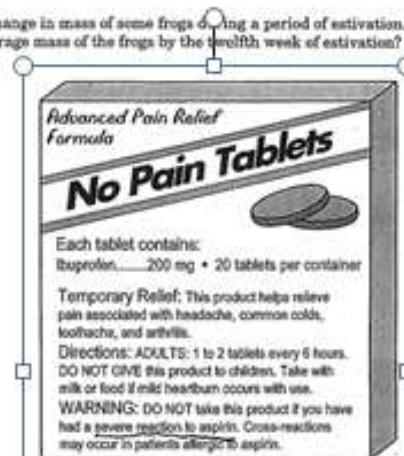 ange in mass of some frogs during a period of estivation.
rage mass of the frogs by the twelfth week of estivation?
Advanced Pain Relief
Formula
No Pain Tablets
Each tablet contains:
Ibuprofen......200 mg • 20 tablets per container
Temporary Relief: This product helps relieve
pain associated with headache, common colds,
toothache, and arthritis.
Directions: ADULTS: 1 to 2 tablets every 6 hours.
DO NOT GIVE this product to children. Take with
milk or food if mild heartburn occurs with use.
WARNING: DO NOT take this product if you have
had a severe reaction to aspirin. Cross-reactions
may occur in patients allergic to aspirin.